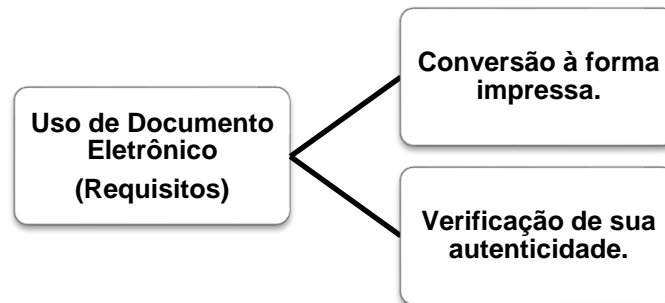 Uso de Documento
Eletrônico
(Requisitos)
Conversão à forma
impressa.
Verificação de sua
autenticidade.